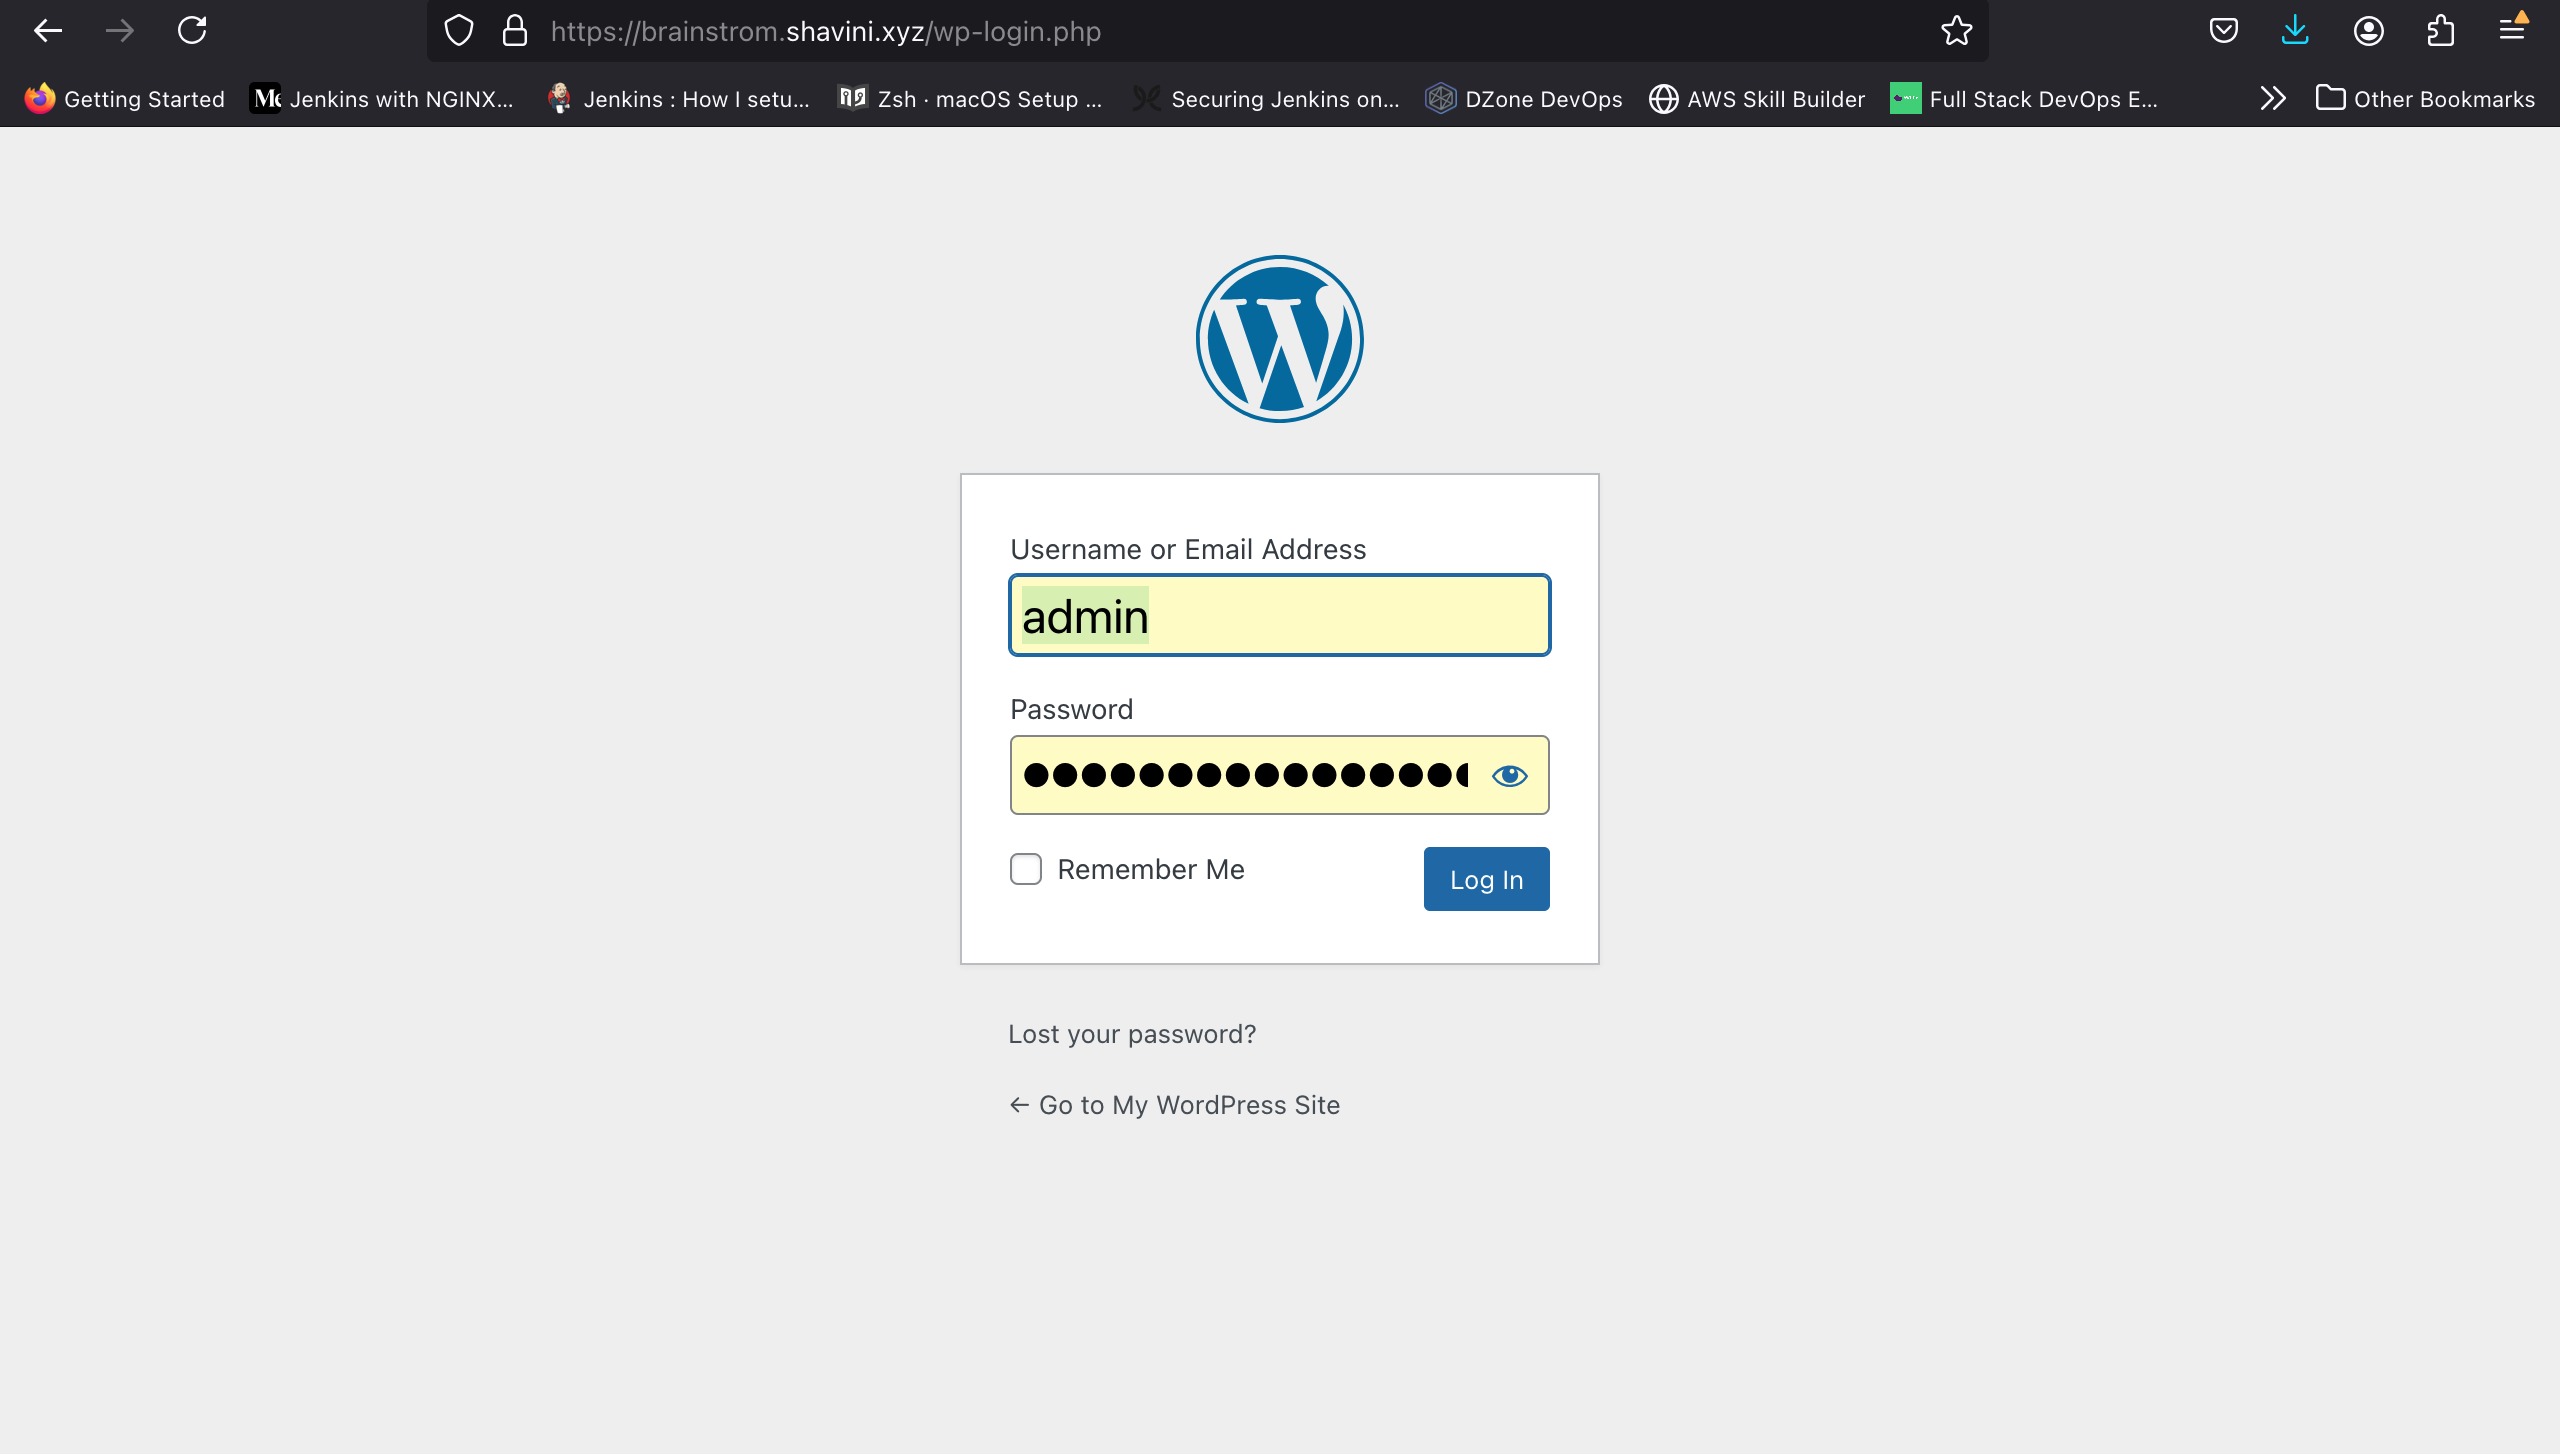 https://brainstrom.shavini.xyz/wp-login.php
Getting Started Jenkins with NGINX... Jenkins : How I setu... Zsh · macOS Setup ... Securing Jenkins on... DZone DevOps AWS Skill Builder Full Stack DevOps E... Other Bookmarks
Username or Email Address
admin
Password
Remember Me
Log In
Lost your password?
← Go to My WordPress Site